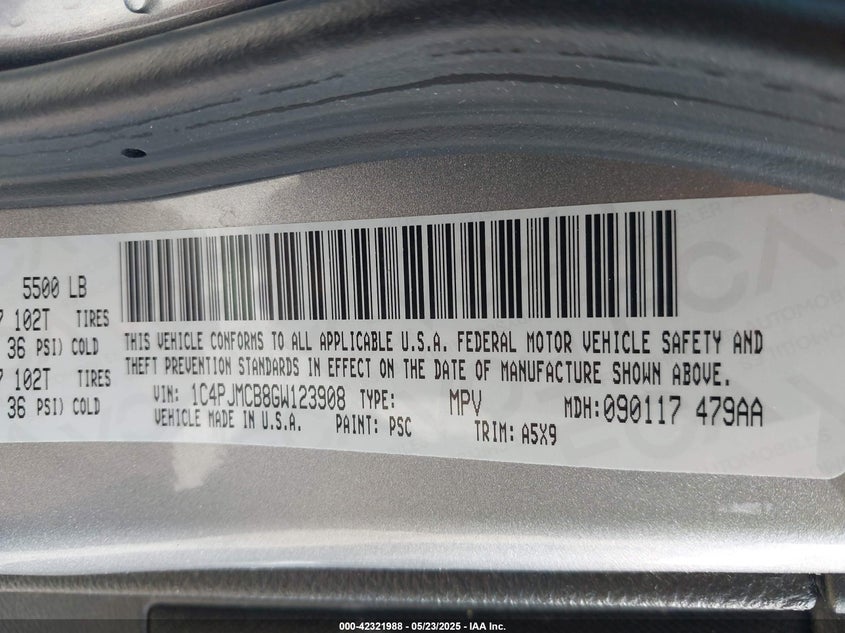 5500 LB
7 102T TIRES
36 PSI) COLD
7 102T TIRES
36 PSI) COLD
THIS VEHICLE CONFORMS TO ALL APPLICABLE U.S.A. FEDERAL MOTOR VEHICLE SAFETY AND
THEFT PREVENTION STANDARDS IN EFFECT ON THE DATE OF MANUFACTURE SHOWN ABOVE.
VIN: 1C4PJMCB8GW123908 TYPE: MPV MDH: 090117 479AA
VEHICLE MADE IN U.S.A. PAINT: PSC TRIM: A5X9
000-42321988 - 05/23/2025 - IAA Inc.